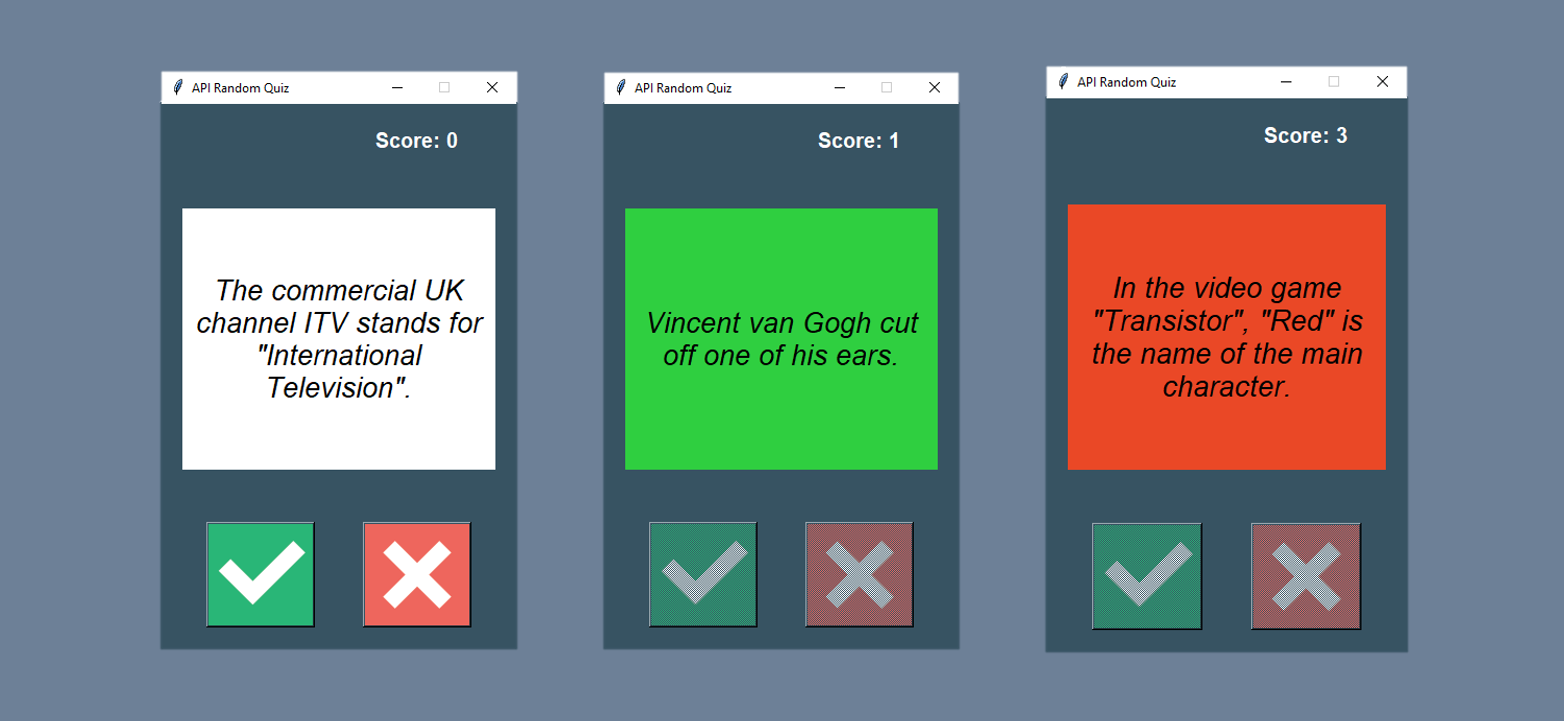 API Random Quiz
Score: 0
The commercial UK
channel ITV stands for
"International
Television".
API Random Quiz
Score: 1
Vincent van Gogh cut
off one of his ears.
API Random Quiz
Score: 3
In the video game
"Transistor", "Red" is
the name of the main
character.